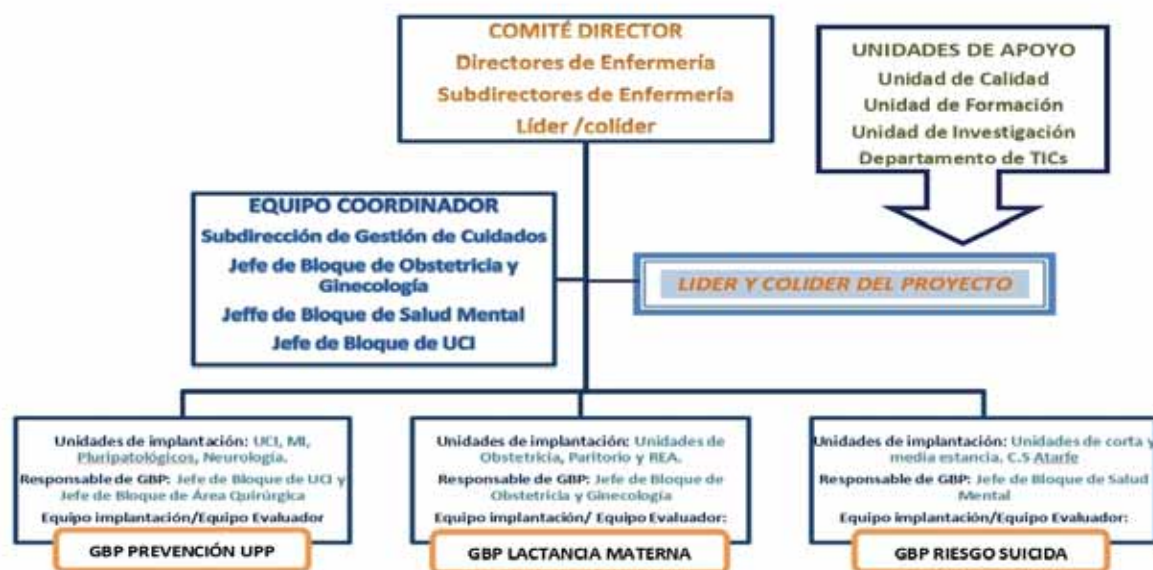 COMITÉ DIRECTOR
Directores de Enfermería
Subdirectores de Enfermería
Líder /colíder
UNIDADES DE APOYO
Unidad de Calidad
Unidad de Formación
Unidad de Investigación
Departamento de TICs
EQUIPO COORDINADOR
Subdirección de Gestión de Cuidados
Jefe de Bloque de Obstetricia y
Ginecología
Jeffe de Bloque de Salud Mental
Jefe de Bloque de UCI
LIDER Y COLIDER DEL PROYECTO
Unidades de implantación: UCI, MI,
Pluripatológicos, Neurología.
Responsable de GBP: Jefe de Bloque de UCI y
Jefe de Bloque de Área Quirúrgica
Equipo implantación/Equipo Evaluador
GBP PREVENCIÓN UPP
Unidades de implantación: Unidades de
Obstetricia, Paritorio y REA.
Responsable de GBP: Jefe de Bloque de
Obstetricia y Ginecología
Equipo implantación/ Equipo Evaluador:
GBP LACTANCIA MATERNA
Unidades de implantación: Unidades de corta y
media estancia. C.S Atarfe
Responsable de GBP: Jefe de Bloque de Salud
Mental
Equipo implantación/Equipo Evaluador:
GBP RIESGO SUICIDA